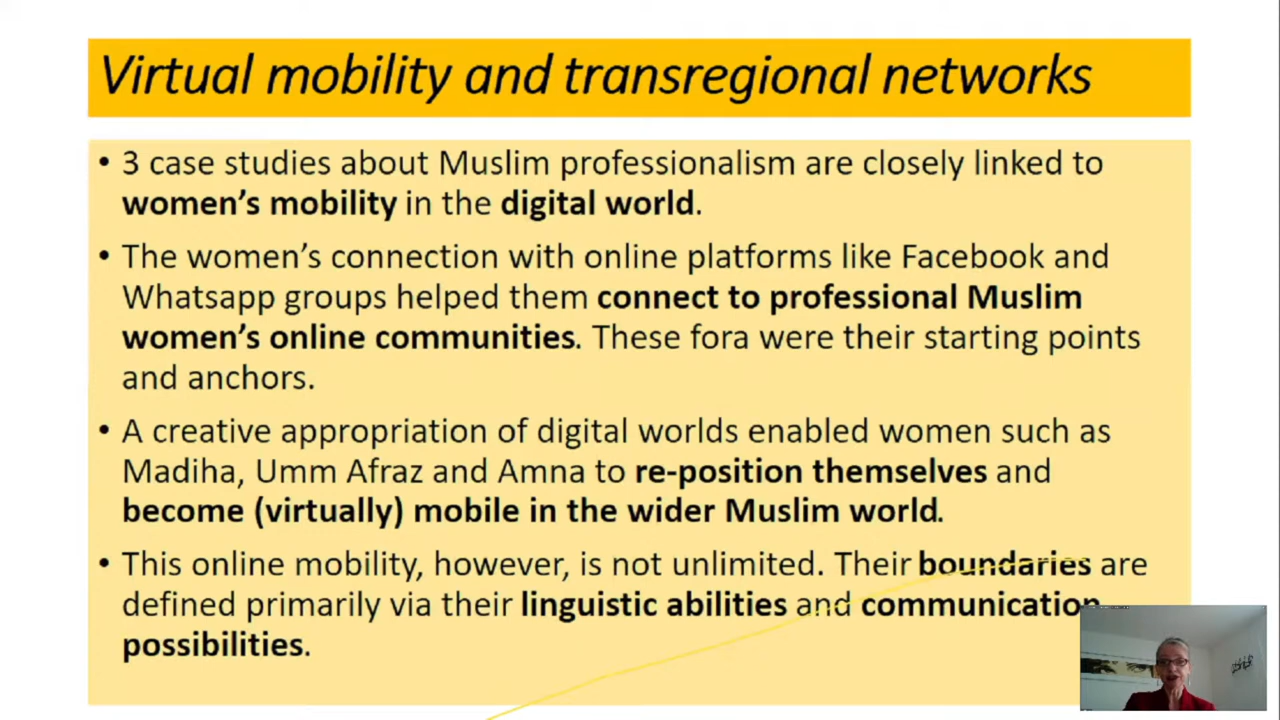 Virtual mobility and transregional networks
• 3 case studies about Muslim professionalism are closely linked to
women's mobility in the digital world.
• The women's connection with online platforms like Facebook and
Whatsapp groups helped them connect to professional Muslim
women's online communities. These fora were their starting points
and anchors.
• A creative appropriation of digital worlds enabled women such as
Madiha, Umm Afraz and Amna to re-position themselves and
become (virtually) mobile in the wider Muslim world.
• This online mobility, however, is not unlimited. Their boundaries are
defined primarily via their linguistic abilities and communication
possibilities.